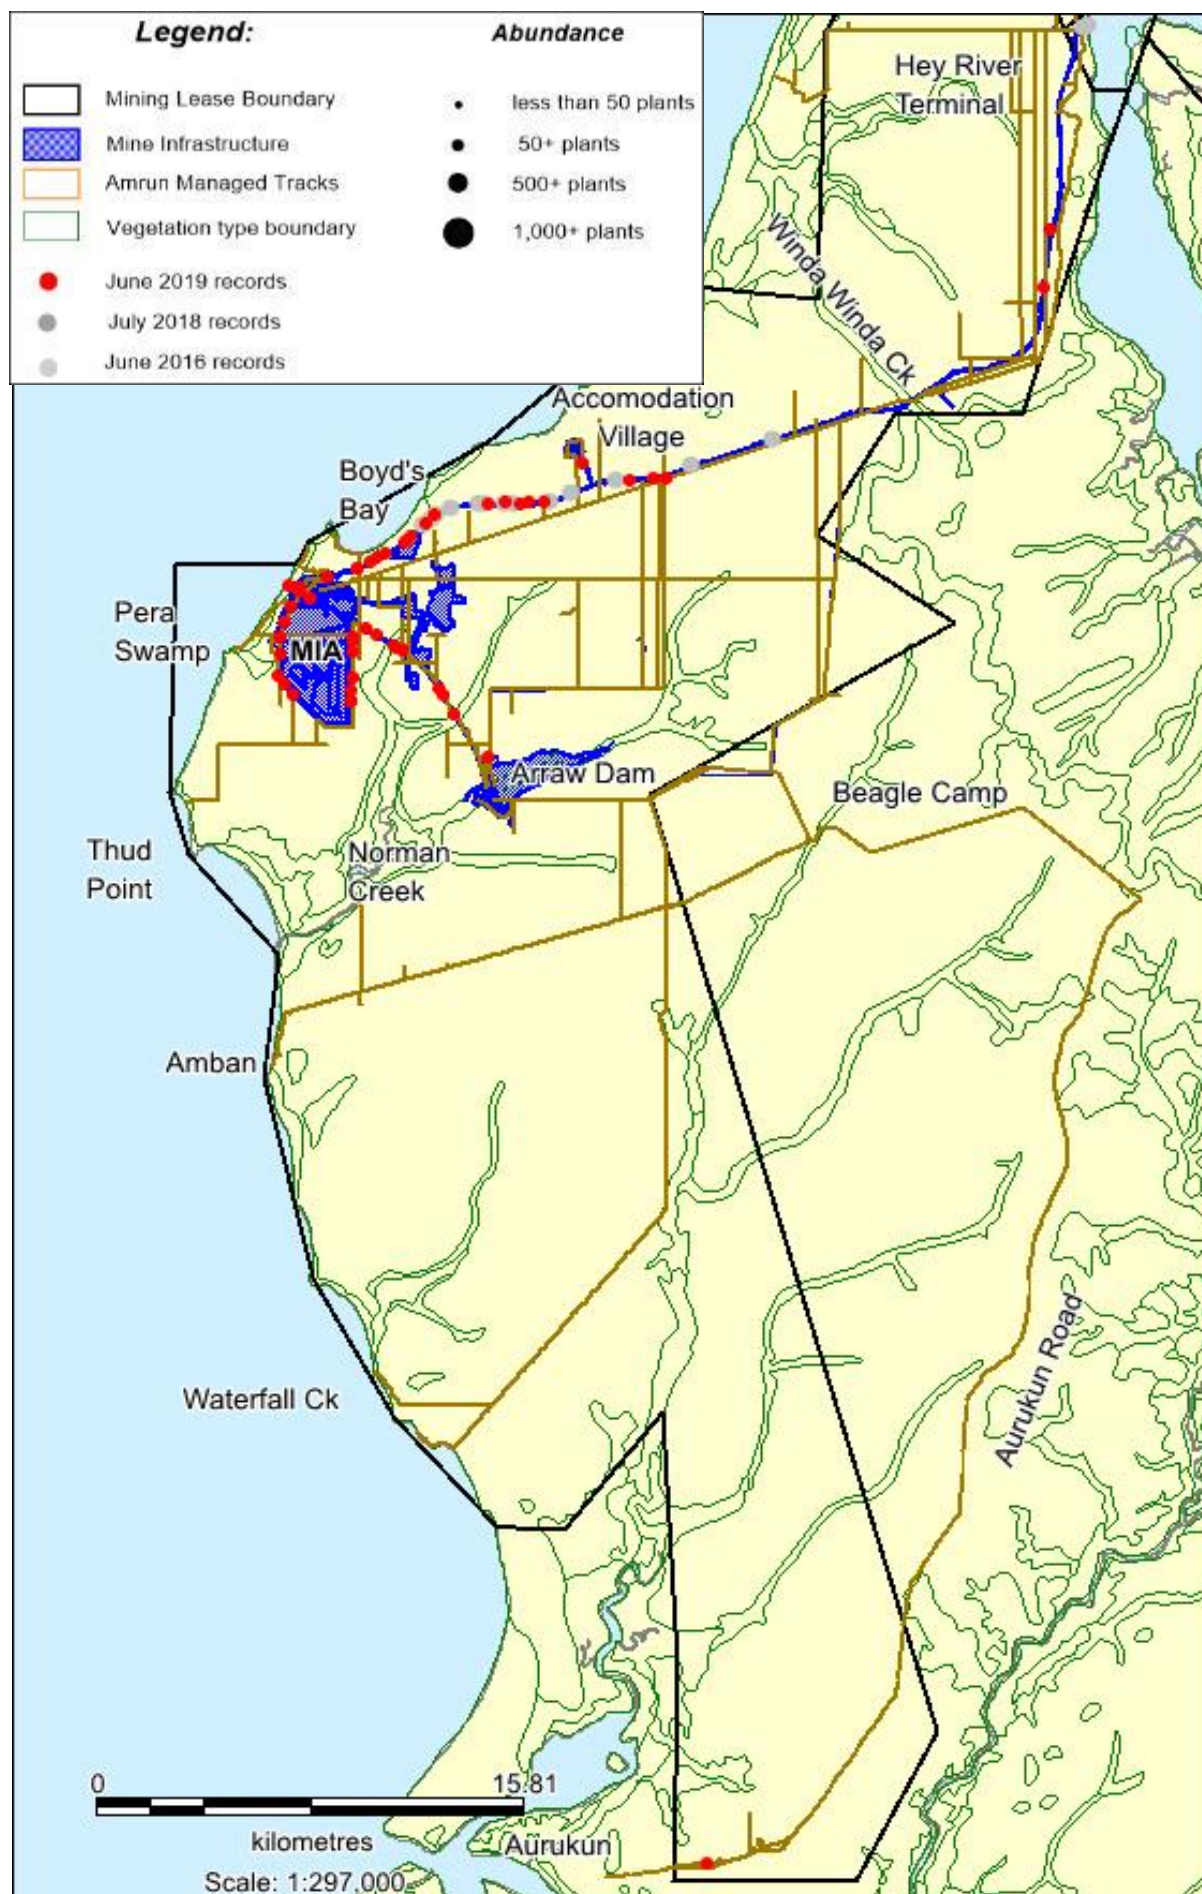 Legend:
Abundance
Mining Lease Boundary
less than 50 plants
Mine Infrastructure
50+ plants
Amrun Managed Tracks
500+ plants
Vegetation type boundary
1,000+ plants
June 2019 records
July 2018 records
June 2016 records
Hey River
Terminal
Winda Winda Ck
Accomodation
Village
Boyd's
Bay
Pera
Swamp
MIA
Arraw Dam
Beagle Camp
Thud
Point
Norman
Creek
Amban
Aurukun Road
Waterfall Ck
0
15.81
kilometres
Scale: 1:297,000
Aurukun